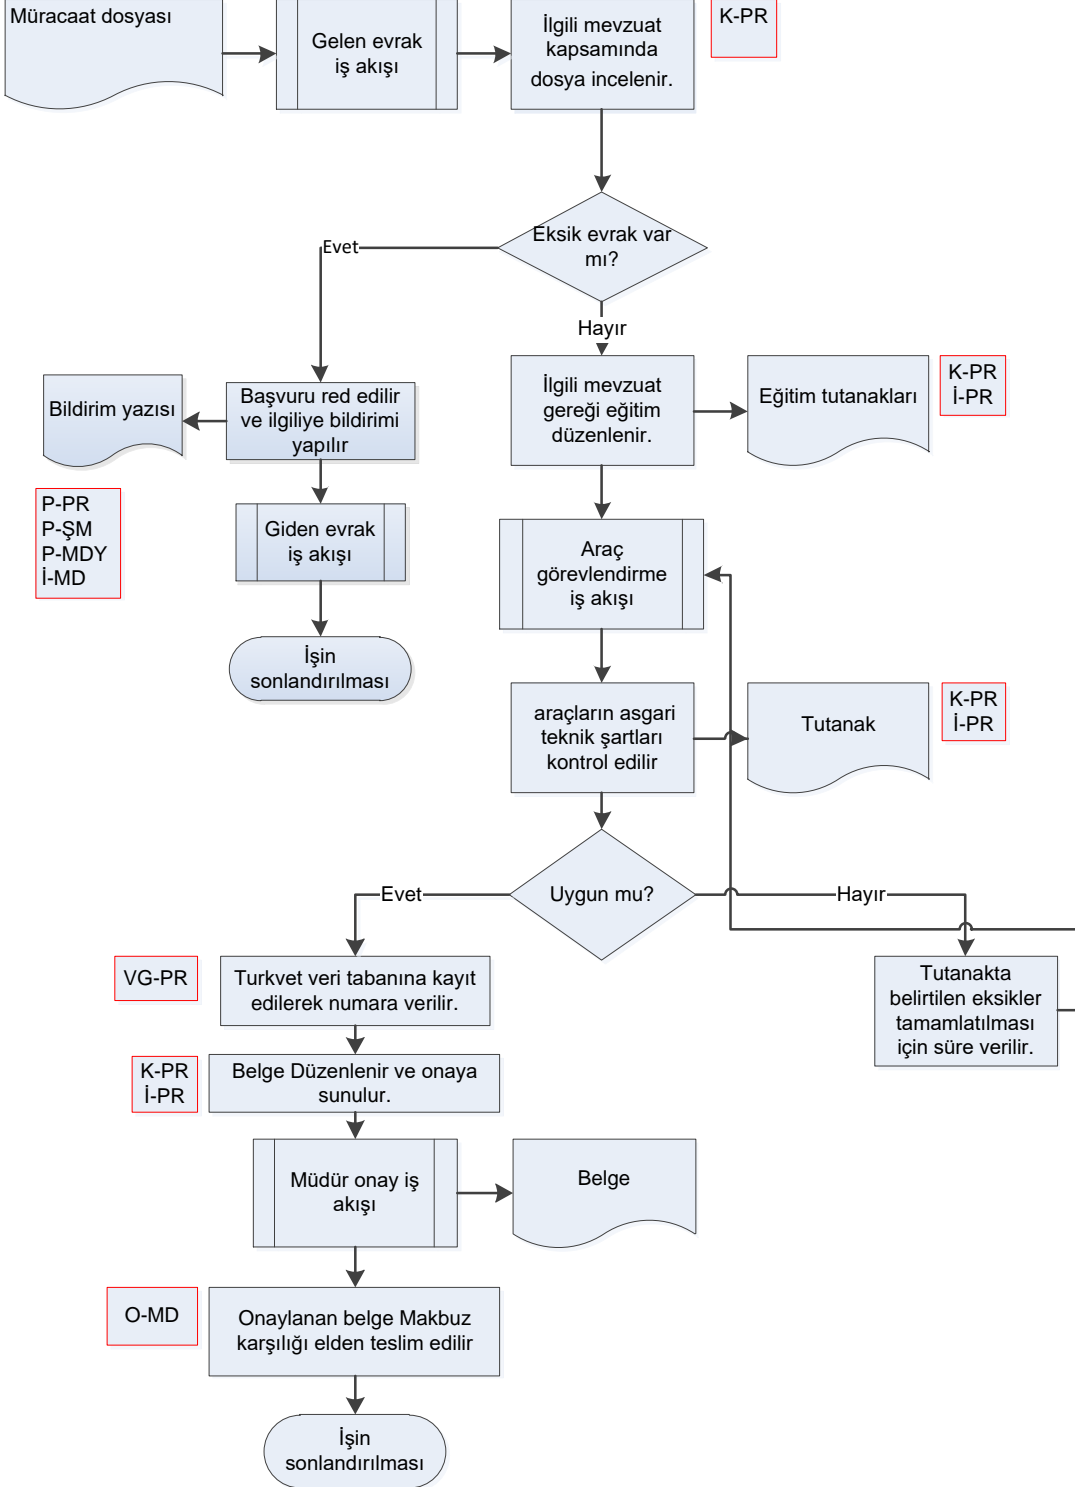 Müracaat dosyası
Gelen evrak
iş akışı
İlgili mevzuat
kapsamında
dosya incelenir.
K-PR
Eksik evrak var
mı?
Evet
Hayır
Bildirim yazısı
Başvuru red edilir
ve ilgiliye bildirimi
yapılır
İlgili mevzuat
gereği eğitim
düzenlenir.
Eğitim tutanakları
K-PR
İ-PR
P-PR
P-ŞM
P-MDY
İ-MD
Giden evrak
iş akışı
Araç
görevlendirme
iş akışı
İşin
sonlandırılması
araçların asgari
teknik şartları
kontrol edilir
Tutanak
K-PR
İ-PR
Uygun mu?
Evet
Hayır
VG-PR
Turkvet veri tabanına kayıt
edilerek numara verilir.
Tutanakta
belirtilen eksikler
tamamlatılması
için süre verilir.
K-PR
İ-PR
Belge Düzenlenir ve onaya
sunulur.
Müdür onay iş
akışı
Belge
O-MD
Onaylanan belge Makbuz
karşılığı elden teslim edilir
İşin
sonlandırılması